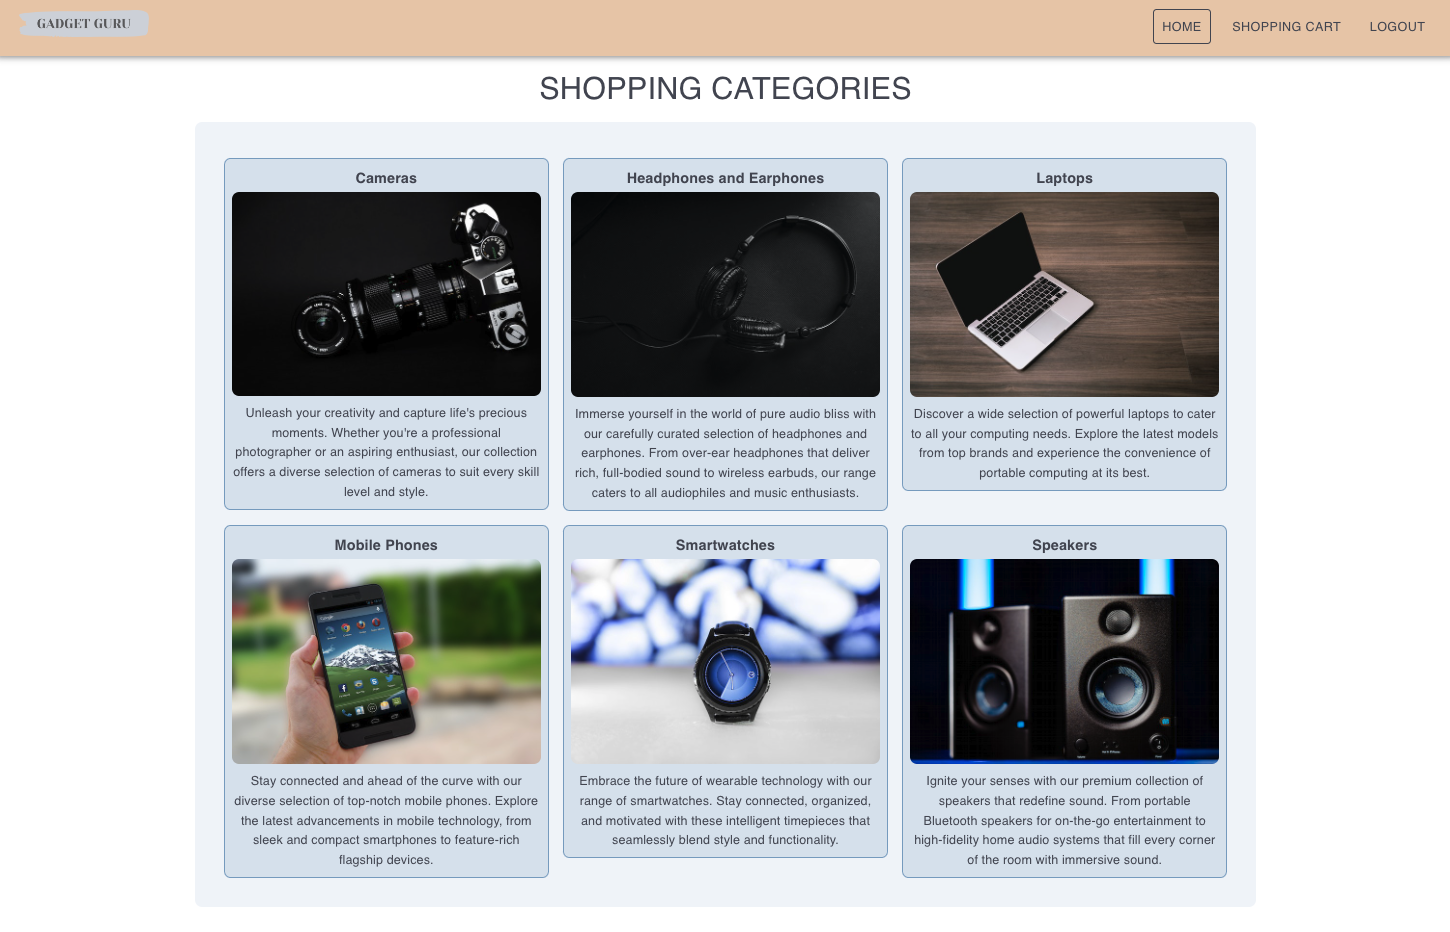 GADGET GURU
HOME
SHOPPING CART
LOGOUT
SHOPPING CATEGORIES
Cameras
Unleash your creativity and capture life's precious
moments. Whether you're a professional
photographer or an aspiring enthusiast, our collection
offers a diverse selection of cameras to suit every skill
level and style.
Headphones and Earphones
Immerse yourself in the world of pure audio bliss with
our carefully curated selection of headphones and
earphones. From over-ear headphones that deliver
rich, full-bodied sound to wireless earbuds, our range
caters to all audiophiles and music enthusiasts.
Laptops
Discover a wide selection of powerful laptops to cater
to all your computing needs. Explore the latest models
from top brands and experience the convenience of
portable computing at its best.
Mobile Phones
Stay connected and ahead of the curve with our
diverse selection of top-notch mobile phones. Explore
the latest advancements in mobile technology, from
sleek and compact smartphones to feature-rich
flagship devices.
Smartwatches
Embrace the future of wearable technology with our
range of smartwatches. Stay connected, organized,
and motivated with these intelligent timepieces that
seamlessly blend style and functionality.
Speakers
Ignite your senses with our premium collection of
speakers that redefine sound. From portable
Bluetooth speakers for on-the-go entertainment to
high-fidelity home audio systems that fill every corner
of the room with immersive sound.